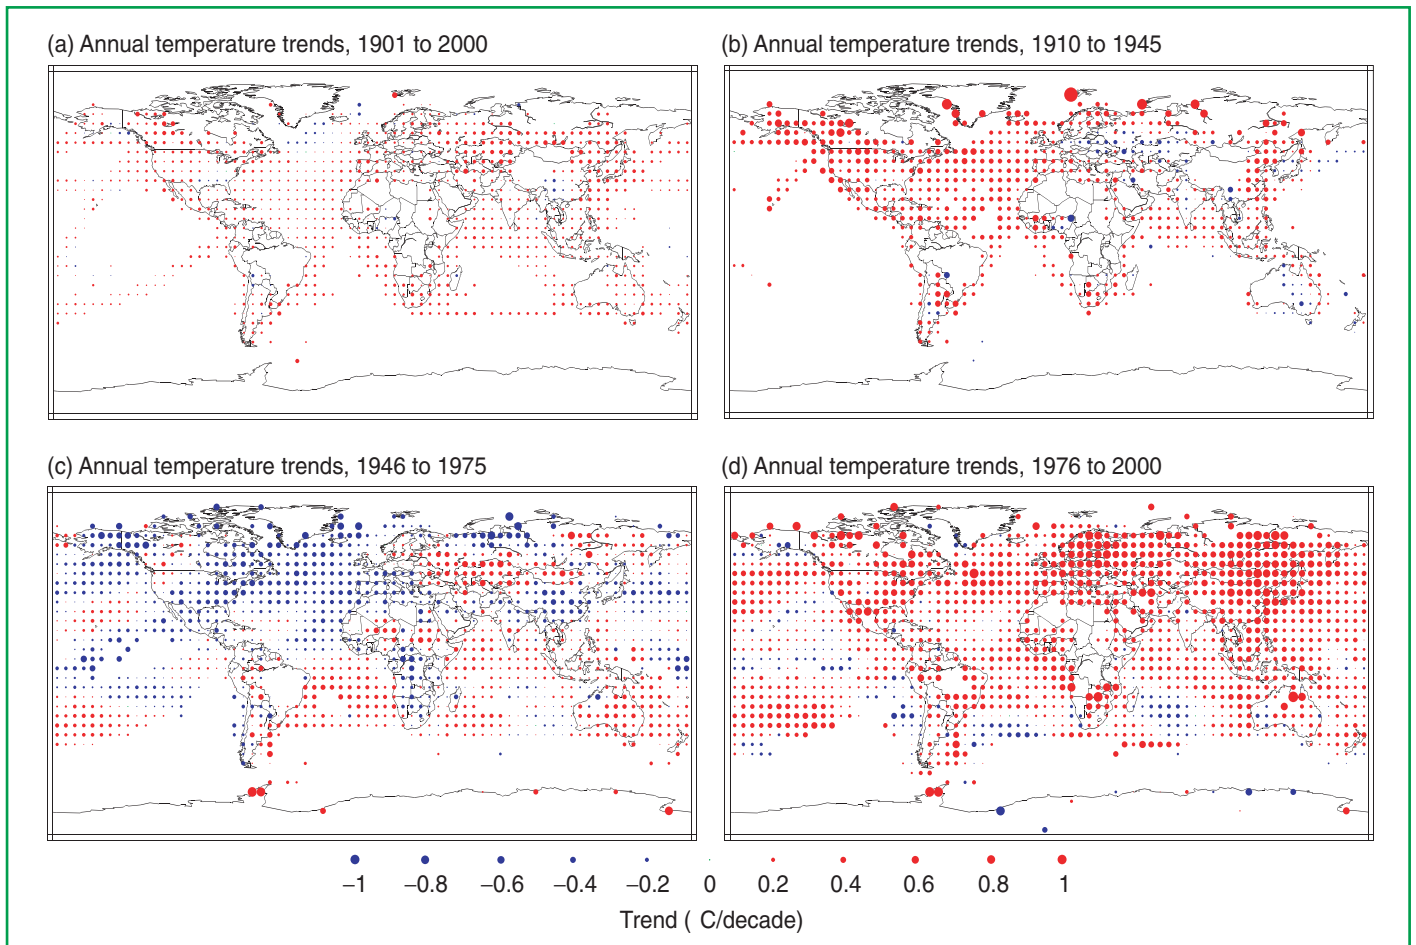 (a) Annual temperature trends, 1901 to 2000
(b) Annual temperature trends, 1910 to 1945
(c) Annual temperature trends, 1946 to 1975
(d) Annual temperature trends, 1976 to 2000
−1 −0.8 −0.6 −0.4 −0.2 0 0.2 0.4 0.6 0.8 1
Trend ( C/decade)